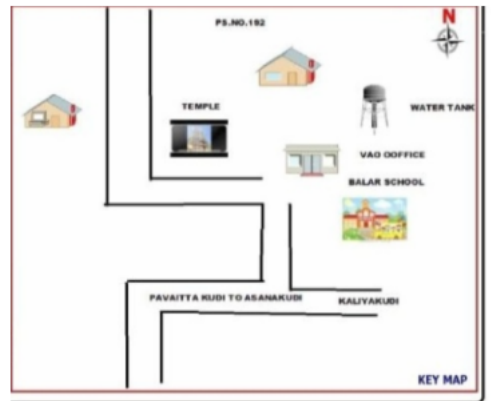 PS.NO.192
N
TEMPLE
WATER TANK
VAO OOFFICE
BALAR SCHOOL
PAVAITTA KUDI TO ASANAKUDI
KALIYAKUDI
KEY MAP